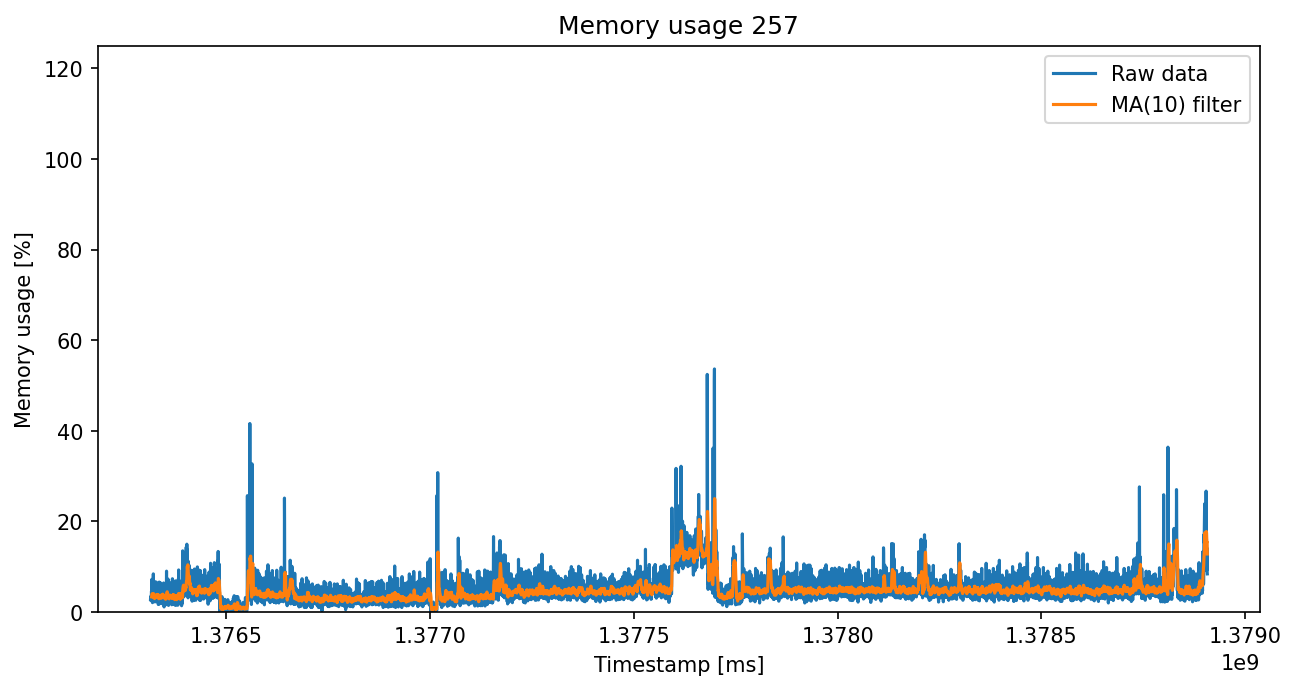 Memory usage 257
Raw data
MA(10) filter
Memory usage [%]
120
100
80
60
40
20
0
1.3765 1.3770 1.3775 1.3780 1.3785 1.3790
1e9
Timestamp [ms]